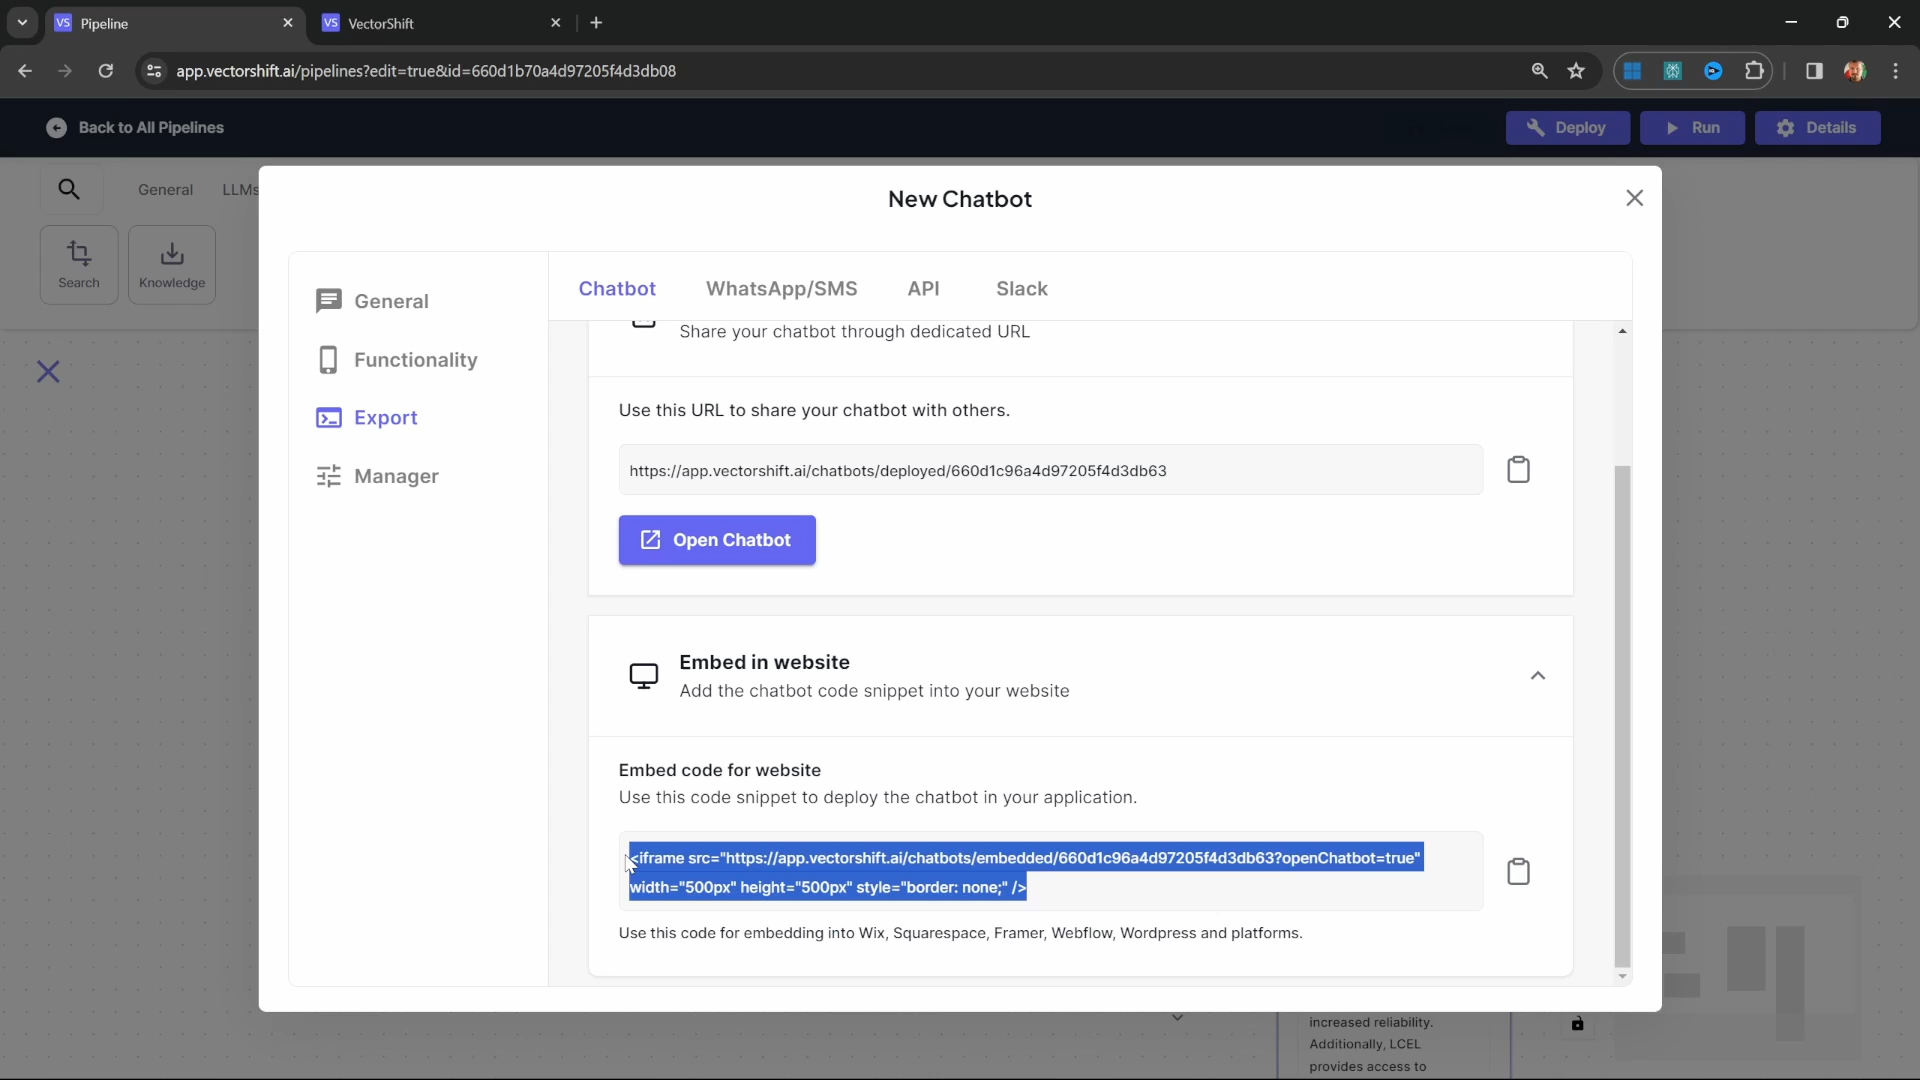 VS Pipeline
VS VectorShift
app.vectorshift.ai/pipelines?edit=true&id=660d1b70a4d97205f4d3db08
Back to All Pipelines
Deploy
Run
Details
General
LLMs
Search
Knowledge
New Chatbot
General
Functionality
Export
Manager
Chatbot
WhatsApp/SMS
API
Slack
Share your chatbot through dedicated URL
Use this URL to share your chatbot with others.
https://app.vectorshift.ai/chatbots/deployed/660d1c96a4d97205f4d3db63
Open Chatbot
Embed in website
Add the chatbot code snippet into your website
Embed code for website
Use this code snippet to deploy the chatbot in your application.
<iframe src="https://app.vectorshift.ai/chatbots/embedded/660d1c96a4d97205f4d3db63?openChatbot=true"
width="500px" height="500px" style="border: none;" />
Use this code for embedding into Wix, Squarespace, Framer, Webflow, Wordpress and platforms.
increased reliability.
Additionally, LCEL
provides access to